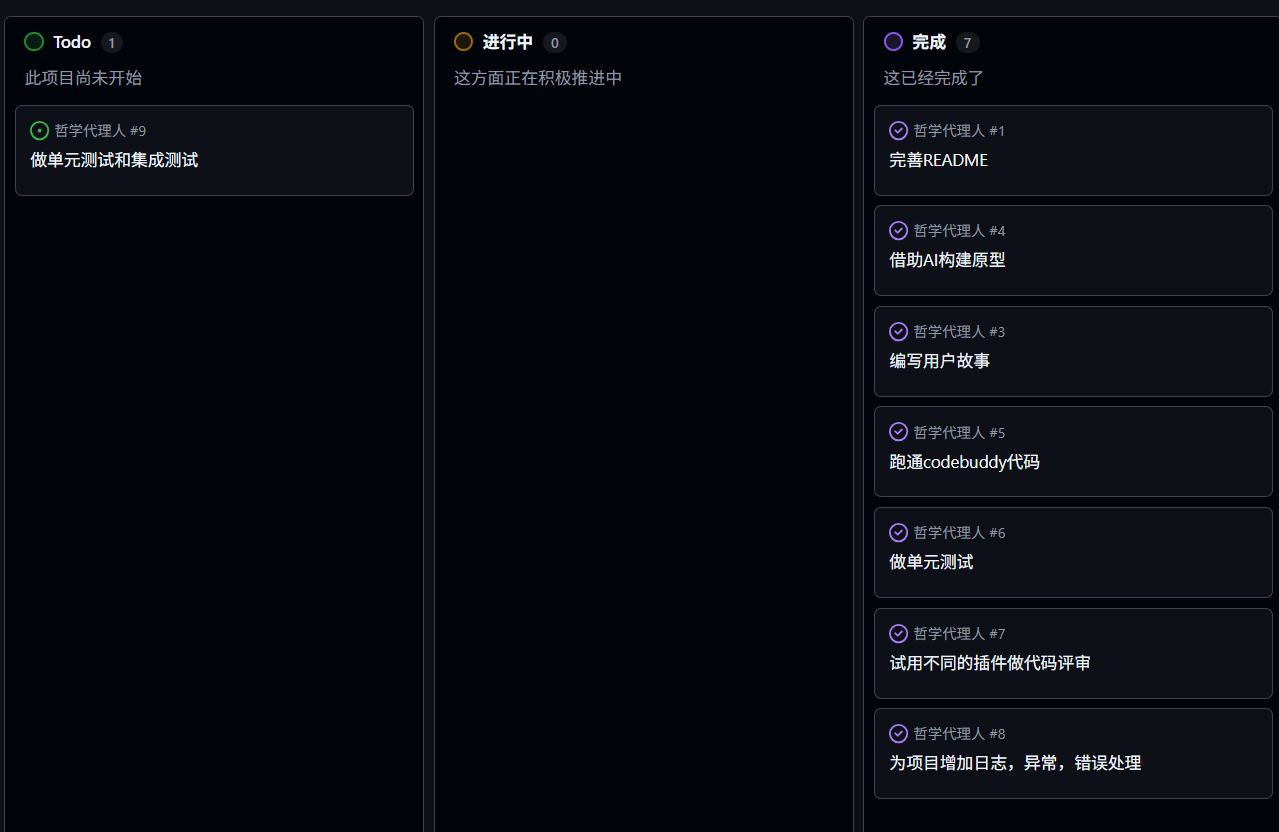 Todo 1
此项目尚未开始
哲学代理人 #9
做单元测试和集成测试
进行中 0
这方面正在积极推进中
完成 7
这已经完成了
哲学代理人 #1
完善README
哲学代理人 #4
借助AI构建原型
哲学代理人 #3
编写用户故事
哲学代理人 #5
跑通codebuddy代码
哲学代理人 #6
做单元测试
哲学代理人 #7
试用不同的插件做代码评审
哲学代理人 #8
为项目增加日志，异常，错误处理